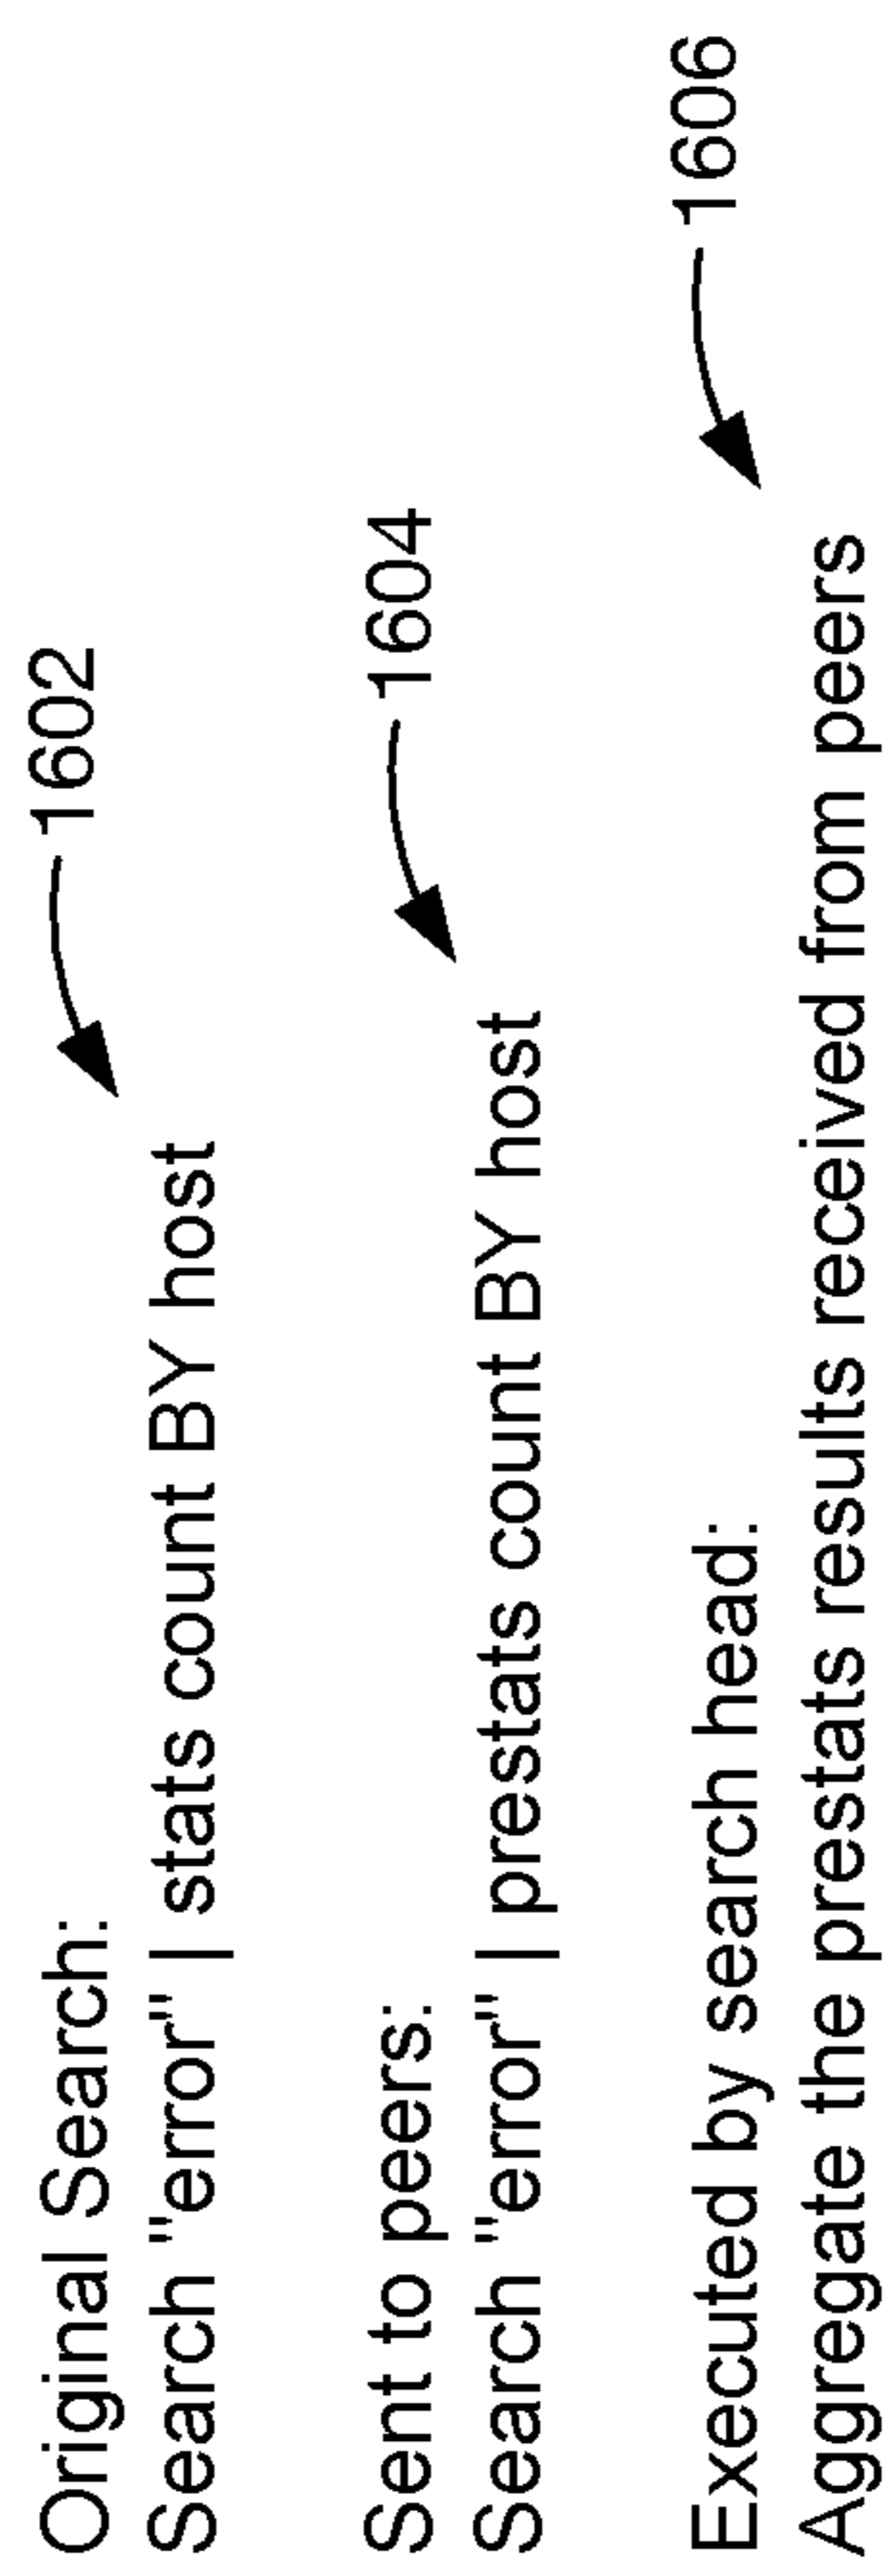 Original Search: 1602
Search "error" | stats count BY host
Sent to peers: 1604
Search "error" | prestats count BY host
Executed by search head: 1606
Aggregate the prestats results received from peers